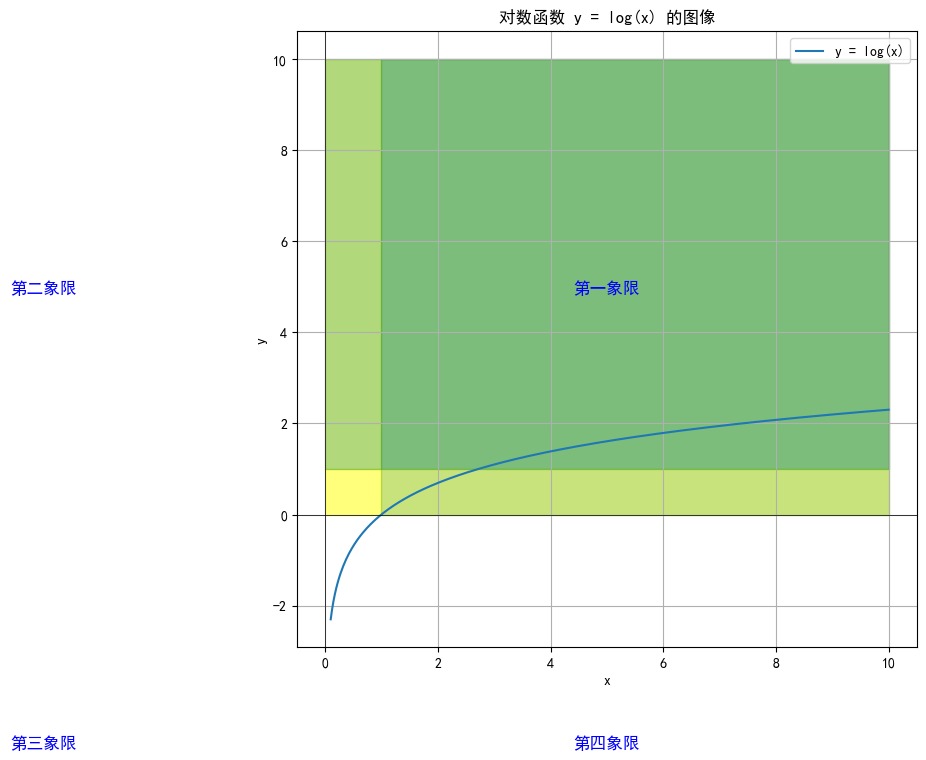 对数函数 y = log(x) 的图像
y = log(x)
10
8
6
4
2
0
−2
y
第二象限
第一象限
0 2 4 6 8 10
x
第三象限
第四象限